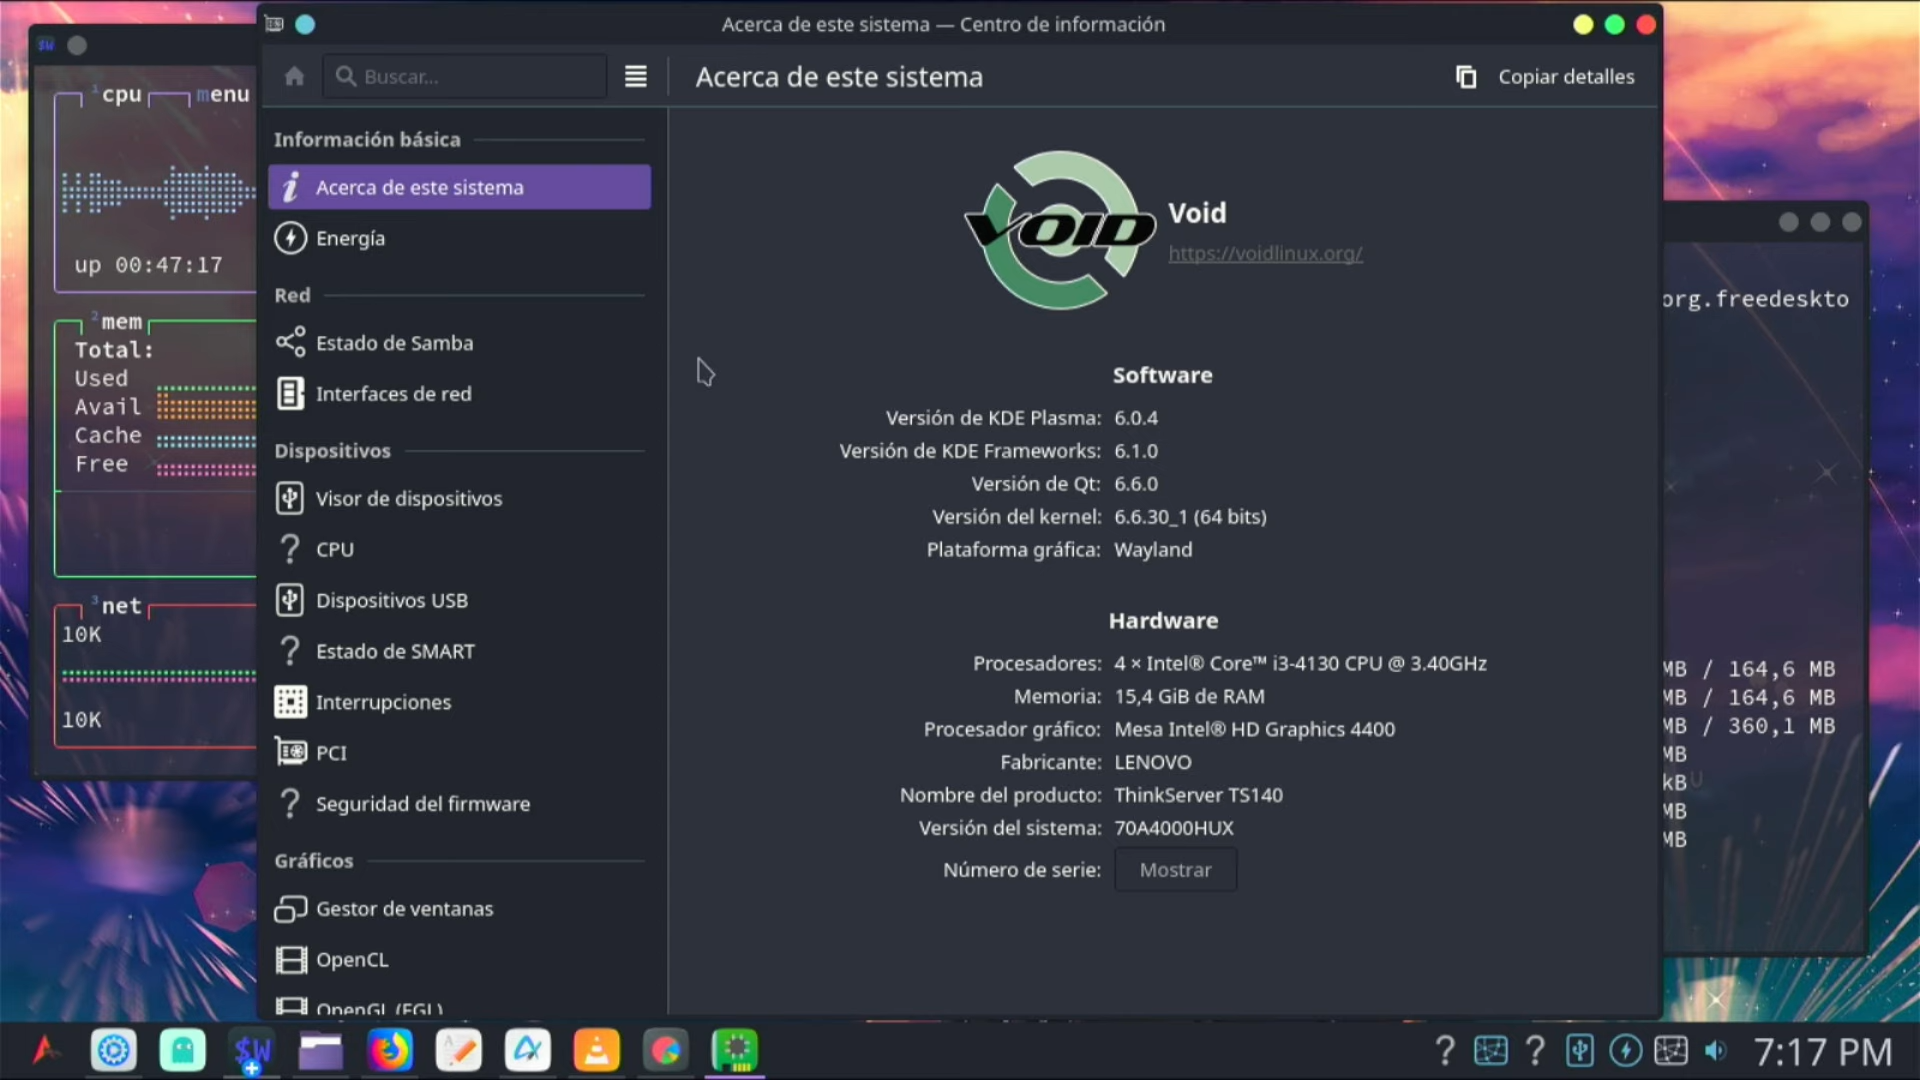 Acerca de este sistema — Centro de información
Buscar...
Acerca de este sistema
Copiar detalles
Información básica
Acerca de este sistema
Energía
Red
Estado de Samba
Interfaces de red
Dispositivos
Visor de dispositivos
CPU
Dispositivos USB
Estado de SMART
Interrupciones
PCI
Seguridad del firmware
Gráficos
Gestor de ventanas
OpenCL
OpenGL (EGL)
VOID
Void
https://voidlinux.org/
Software
Versión de KDE Plasma: 6.0.4
Versión de KDE Frameworks: 6.1.0
Versión de Qt: 6.6.0
Versión del kernel: 6.6.30_1 (64 bits)
Plataforma gráfica: Wayland
Hardware
Procesadores: 4 × Intel® Core™ i3-4130 CPU @ 3.40GHz
Memoria: 15,4 GiB de RAM
Procesador gráfico: Mesa Intel® HD Graphics 4400
Fabricante: LENOVO
Nombre del producto: ThinkServer TS140
Versión del sistema: 70A4000HUX
Número de serie: Mostrar
$W
1cpu menu
up 00:47:17
2mem
Total:
Used
Avail
Cache
Free
3net
10K
10K
org.freedeskto
MB / 164,6 MB
MB / 164,6 MB
MB / 360,1 MB
MB
kB
MB
MB
$W
7:17 PM